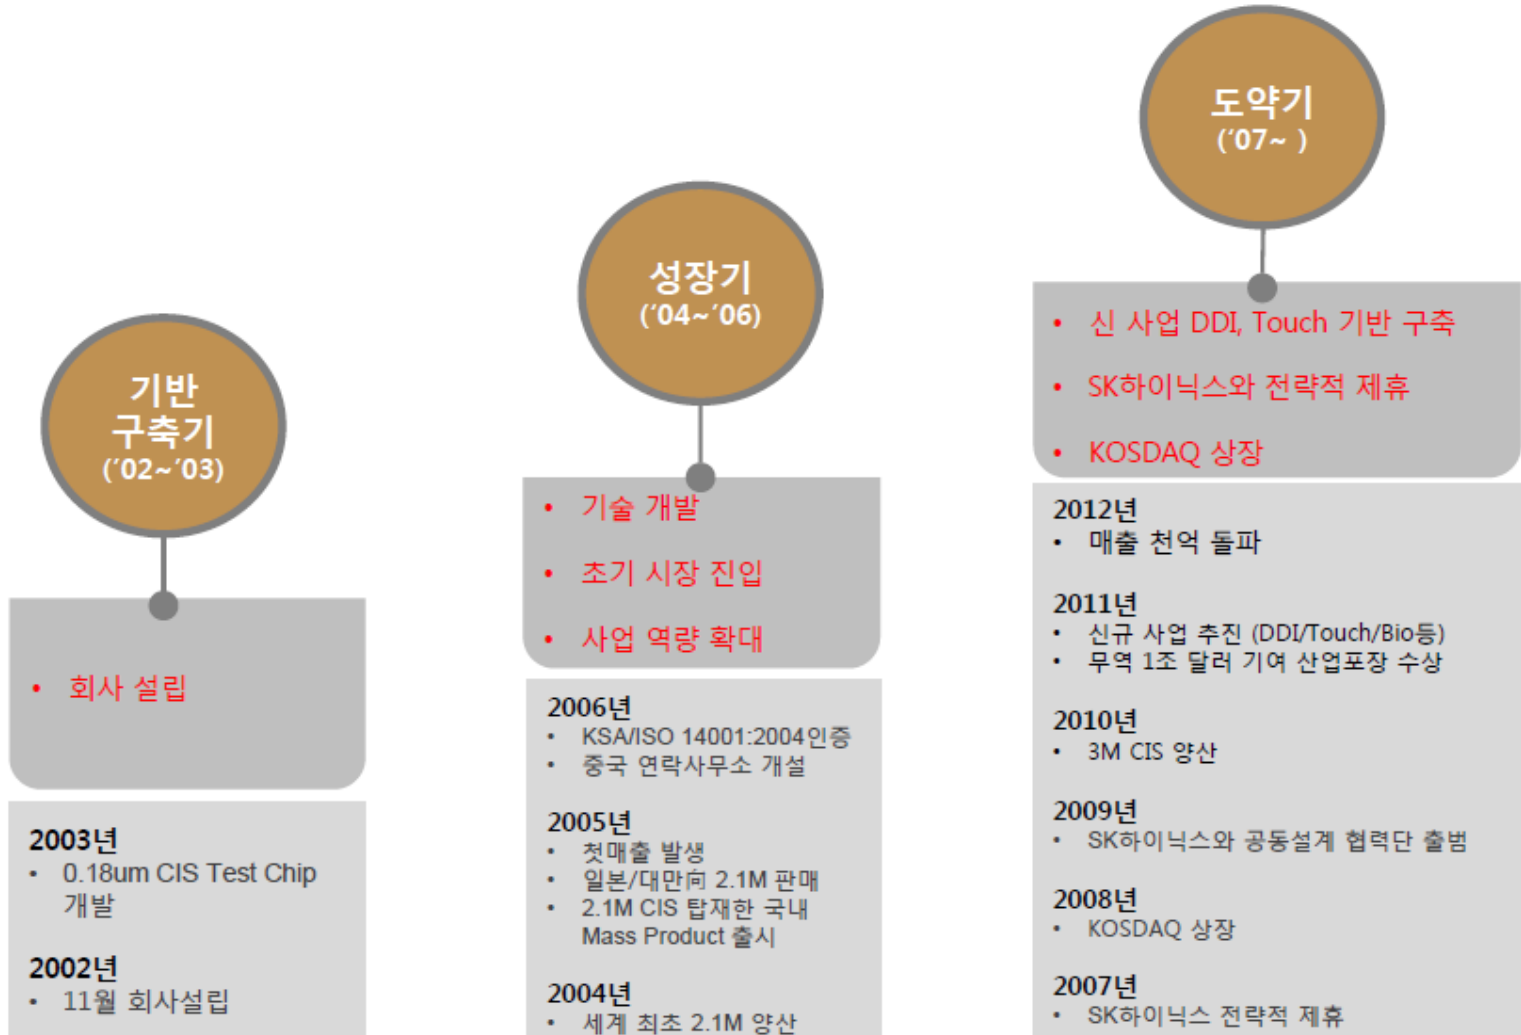 기반
구축기
(‘02~‘03)
• 회사 설립
2003년
• 0.18um CIS Test Chip
개발
2002년
• 11월 회사설립
성장기
(‘04~‘06)
• 기술 개발
• 초기 시장 진입
• 사업 역량 확대
2006년
• KSA/ISO 14001:2004인증
• 중국 연락사무소 개설
2005년
• 첫매출 발생
• 일본/대만向 2.1M 판매
• 2.1M CIS 탑재한 국내
Mass Product 출시
2004년
• 세계 최초 2.1M 양산
도약기
(‘07~ )
• 신 사업 DDI, Touch 기반 구축
• SK하이닉스와 전략적 제휴
• KOSDAQ 상장
2012년
• 매출 천억 돌파
2011년
• 신규 사업 추진 (DDI/Touch/Bio등)
• 무역 1조 달러 기여 산업포장 수상
2010년
• 3M CIS 양산
2009년
• SK하이닉스와 공동설계 협력단 출범
2008년
• KOSDAQ 상장
2007년
• SK하이닉스 전략적 제휴